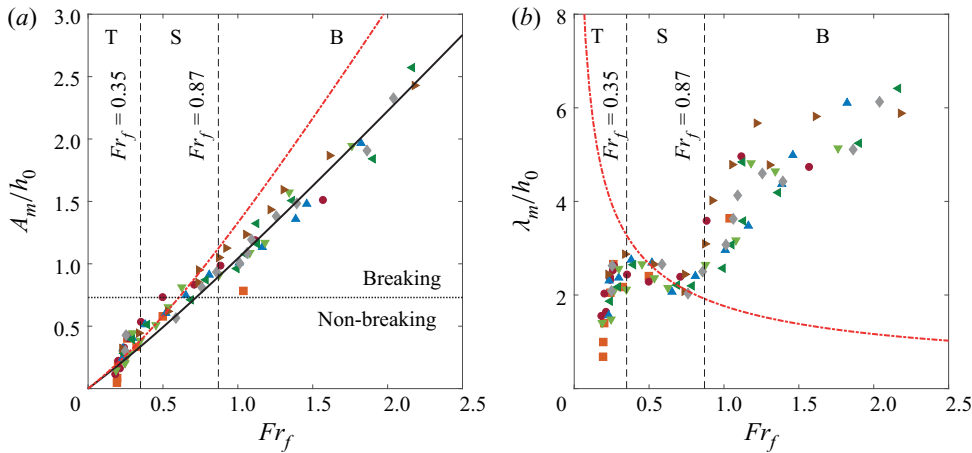 (a)
3.0
2.5
2.0
1.5
1.0
0.5
0
0.5
1.0
1.5
2.0
2.5
A_m/h_0
Fr_f
T
S
B
Fr_f = 0.35
Fr_f = 0.87
Breaking
Non-breaking
(b)
8
6
4
2
0
0.5
1.0
1.5
2.0
2.5
λ_m/h_0
Fr_f
T
S
B
Fr_f = 0.35
Fr_f = 0.87